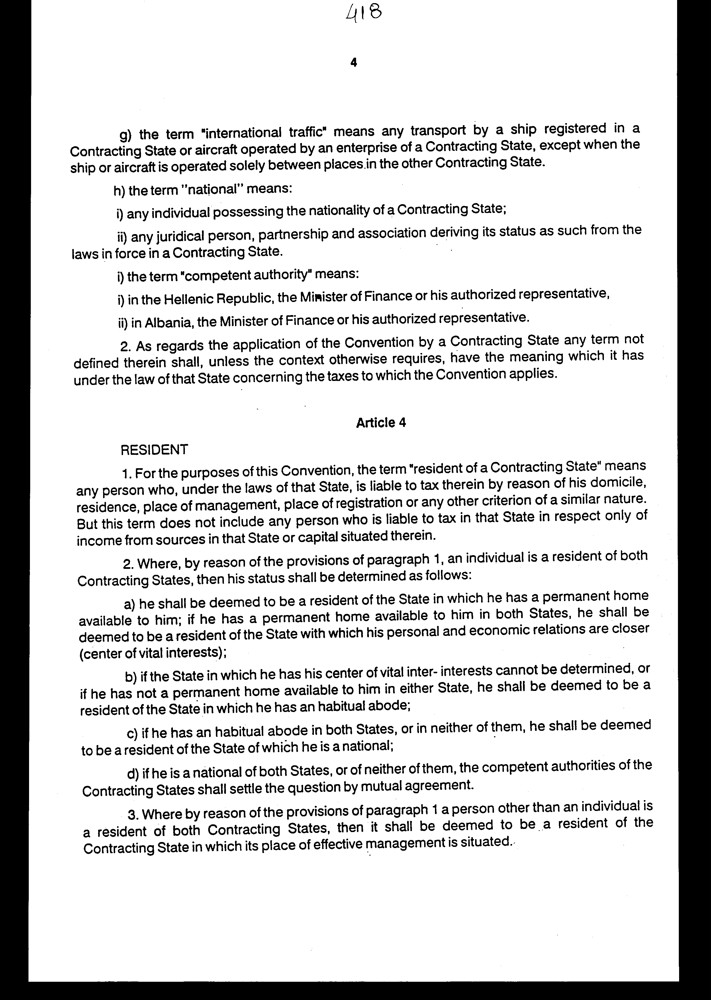 418
4
g) the term "international traffic" means any transport by a ship registered in a
Contracting State or aircraft operated by an enterprise of a Contracting State, except when the
ship or aircraft is operated solely between places in the other Contracting State.
h) the term "national" means:
i) any individual possessing the nationality of a Contracting State;
ii) any juridical person, partnership and association deriving its status as such from the
laws in force in a Contracting State.
i) the term "competent authority" means:
i) in the Hellenic Republic, the Minister of Finance or his authorized representative,
ii) in Albania, the Minister of Finance or his authorized representative.
2. As regards the application of the Convention by a Contracting State any term not
defined therein shall, unless the context otherwise requires, have the meaning which it has
under the law of that State concerning the taxes to which the Convention applies.
Article 4
RESIDENT
1. For the purposes of this Convention, the term "resident of a Contracting State" means
any person who, under the laws of that State, is liable to tax therein by reason of his domicile,
residence, place of management, place of registration or any other criterion of a similar nature.
But this term does not include any person who is liable to tax in that State in respect only of
income from sources in that State or capital situated therein.
2. Where, by reason of the provisions of paragraph 1, an individual is a resident of both
Contracting States, then his status shall be determined as follows:
a) he shall be deemed to be a resident of the State in which he has a permanent home
available to him; if he has a permanent home available to him in both States, he shall be
deemed to be a resident of the State with which his personal and economic relations are closer
(center of vital interests);
b) if the State in which he has his center of vital inter- interests cannot be determined, or
if he has not a permanent home available to him in either State, he shall be deemed to be a
resident of the State in which he has an habitual abode;
c) if he has an habitual abode in both States, or in neither of them, he shall be deemed
to be a resident of the State of which he is a national;
d) if he is a national of both States, or of neither of them, the competent authorities of the
Contracting States shall settle the question by mutual agreement.
3. Where by reason of the provisions of paragraph 1 a person other than an individual is
a resident of both Contracting States, then it shall be deemed to be a resident of the
Contracting State in which its place of effective management is situated.